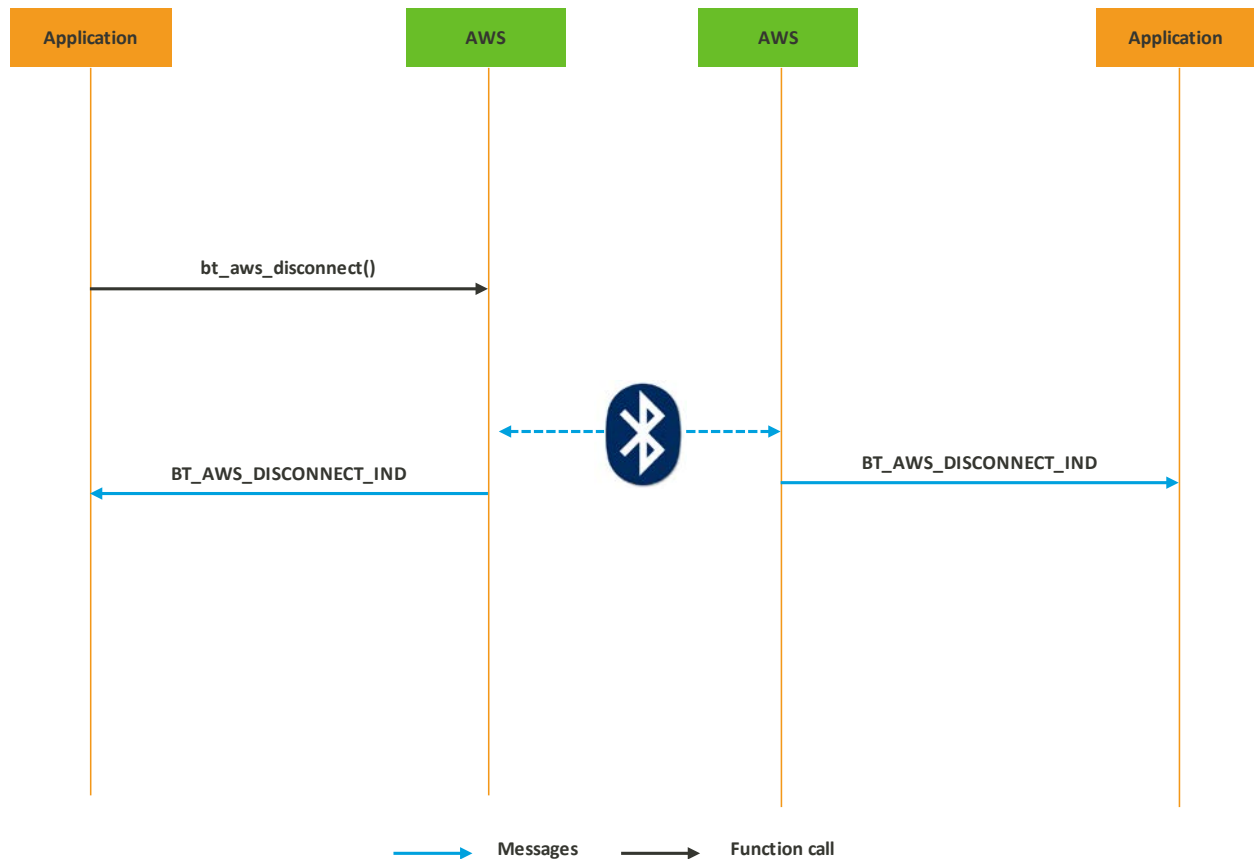 Application
AWS
AWS
Application
bt_aws_disconnect()
BT_AWS_DISCONNECT_IND
BT_AWS_DISCONNECT_IND
Messages
Function call